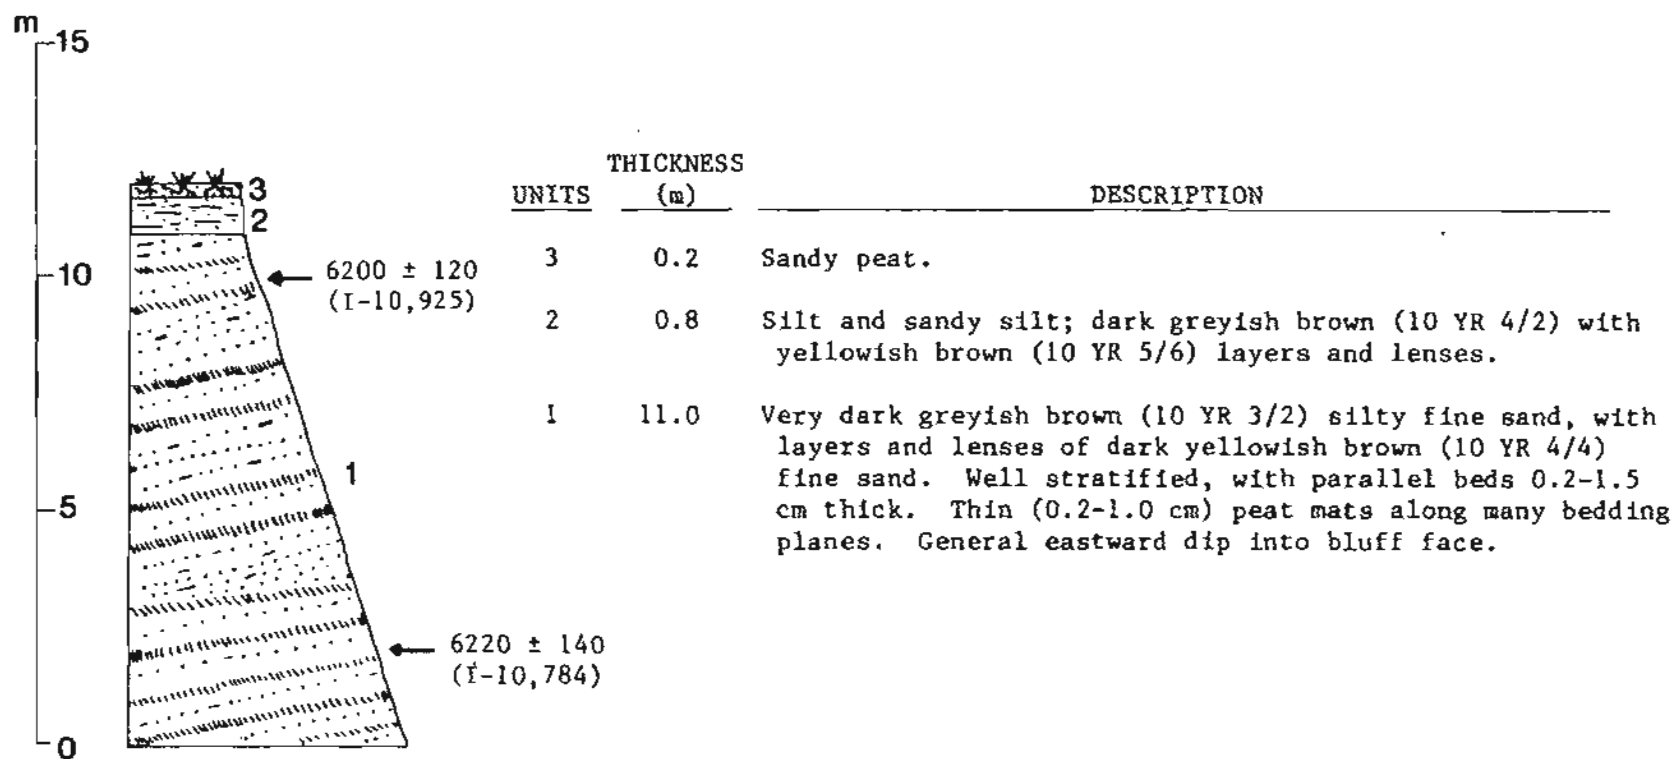 m
15
10
5
0
3
2
1
6200 ± 120
(I-10,925)
6220 ± 140
(I-10,784)
THICKNESS
UNITS (m) DESCRIPTION
3 0.2 Sandy peat.
2 0.8 Silt and sandy silt; dark greyish brown (10 YR 4/2) with
yellowish brown (10 YR 5/6) layers and lenses.
1 11.0 Very dark greyish brown (10 YR 3/2) silty fine sand, with
layers and lenses of dark yellowish brown (10 YR 4/4)
fine sand. Well stratified, with parallel beds 0.2-1.5
cm thick. Thin (0.2-1.0 cm) peat mats along many bedding
planes. General eastward dip into bluff face.